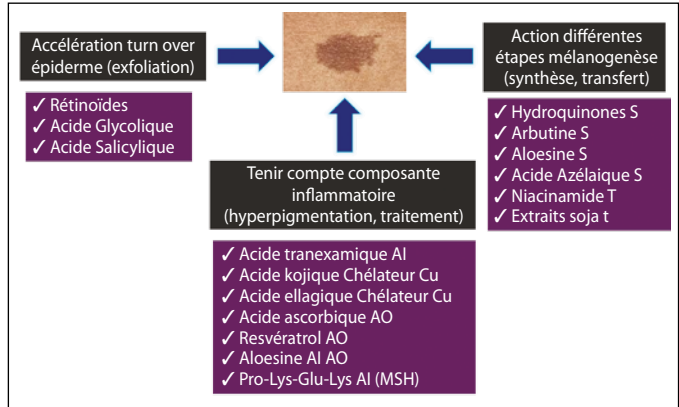 Accélération turn over
épiderme (exfoliation)
✓ Rétinoïdes
✓ Acide Glycolique
✓ Acide Salicylique
Tenir compte composante
inflammatoire
(hyperpigmentation, traitement)
✓ Acide tranexamique AI
✓ Acide kojique Chélateur Cu
✓ Acide ellagique Chélateur Cu
✓ Acide ascorbique AO
✓ Resvératrol AO
✓ Aloesine AI AO
✓ Pro-Lys-Glu-Lys AI (MSH)
Action différentes
étapes mélanogenèse
(synthèse, transfert)
✓ Hydroquinones S
✓ Arbutine S
✓ Aloesine S
✓ Acide Azélaique S
✓ Niacinamide T
✓ Extraits soja t